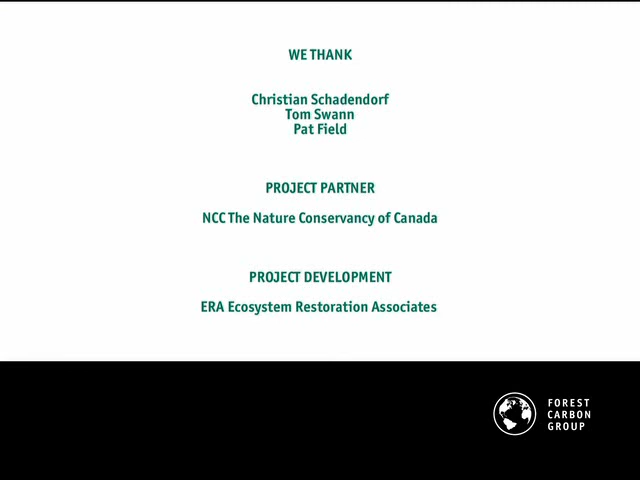 WE THANK
Christian Schadendorf
Tom Swann
Pat Field
PROJECT PARTNER
NCC The Nature Conservancy of Canada
PROJECT DEVELOPMENT
ERA Ecosystem Restoration Associates
FOREST
CARBON
GROUP